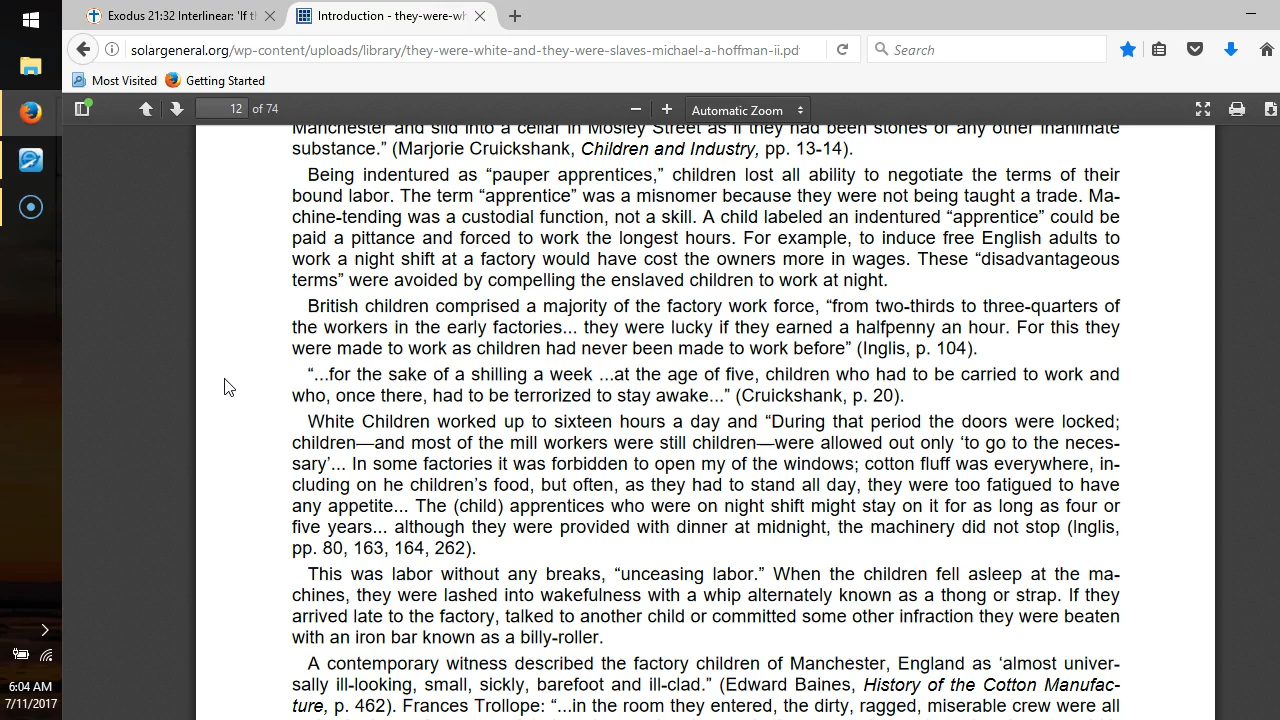 Exodus 21:32 Interlinear: 'If tl
Introduction - they-were-wh
solargeneral.org/wp-content/uploads/library/they-were-white-and-they-were-slaves-michael-a-hoffman-ii.pd
Search
Most Visited
Getting Started
12 of 74
Automatic Zoom
Manchester and slid into a cellar in Mosley Street as if they had been stones or any other inanimate
substance.” (Marjorie Cruickshank, Children and Industry, pp. 13-14).
Being indentured as “pauper apprentices,” children lost all ability to negotiate the terms of their
bound labor. The term “apprentice” was a misnomer because they were not being taught a trade. Ma-
chine-tending was a custodial function, not a skill. A child labeled an indentured “apprentice” could be
paid a pittance and forced to work the longest hours. For example, to induce free English adults to
work a night shift at a factory would have cost the owners more in wages. These “disadvantageous
terms” were avoided by compelling the enslaved children to work at night.
British children comprised a majority of the factory work force, “from two-thirds to three-quarters of
the workers in the early factories... they were lucky if they earned a halfpenny an hour. For this they
were made to work as children had never been made to work before” (Inglis, p. 104).
“...for the sake of a shilling a week ...at the age of five, children who had to be carried to work and
who, once there, had to be terrorized to stay awake...” (Cruickshank, p. 20).
White Children worked up to sixteen hours a day and “During that period the doors were locked;
children—and most of the mill workers were still children—were allowed out only ‘to go to the neces-
sary’... In some factories it was forbidden to open my of the windows; cotton fluff was everywhere, in-
cluding on he children’s food, but often, as they had to stand all day, they were too fatigued to have
any appetite... The (child) apprentices who were on night shift might stay on it for as long as four or
five years... although they were provided with dinner at midnight, the machinery did not stop (Inglis,
pp. 80, 163, 164, 262).
This was labor without any breaks, “unceasing labor.” When the children fell asleep at the ma-
chines, they were lashed into wakefulness with a whip alternately known as a thong or strap. If they
arrived late to the factory, talked to another child or committed some other infraction they were beaten
with an iron bar known as a billy-roller.
A contemporary witness described the factory children of Manchester, England as ‘almost univer-
sally ill-looking, small, sickly, barefoot and ill-clad.” (Edward Baines, History of the Cotton Manufac-
ture, p. 462). Frances Trollope: “...in the room they entered, the dirty, ragged, miserable crew were all
6:04 AM
7/11/2017